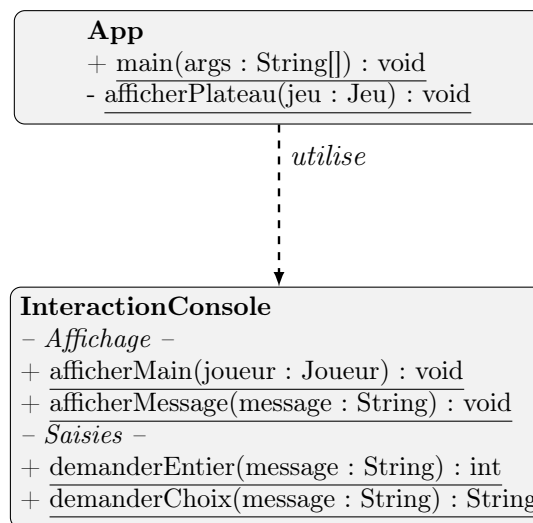 App
+ main(args : String[]) : void
- afficherPlateau(jeu : Jeu) : void
utilise
InteractionConsole
– Affichage –
+ afficherMain(joueur : Joueur) : void
+ afficherMessage(message : String) : void
– Saisies –
+ demanderEntier(message : String) : int
+ demanderChoix(message : String) : String